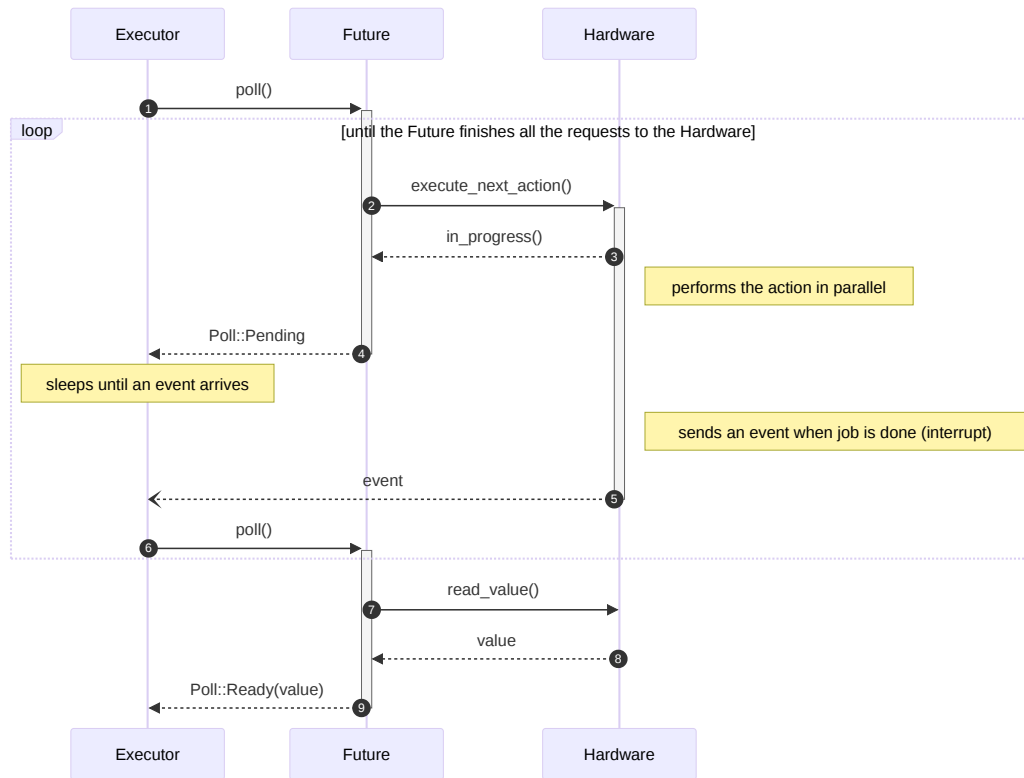 Executor
Future
Hardware
poll()
1
loop
[until the Future finishes all the requests to the Hardware]
execute_next_action()
2
in_progress()
3
performs the action in parallel
Poll::Pending
4
sleeps until an event arrives
sends an event when job is done (interrupt)
event
5
poll()
6
read_value()
7
value
8
Poll::Ready(value)
9
Executor
Future
Hardware